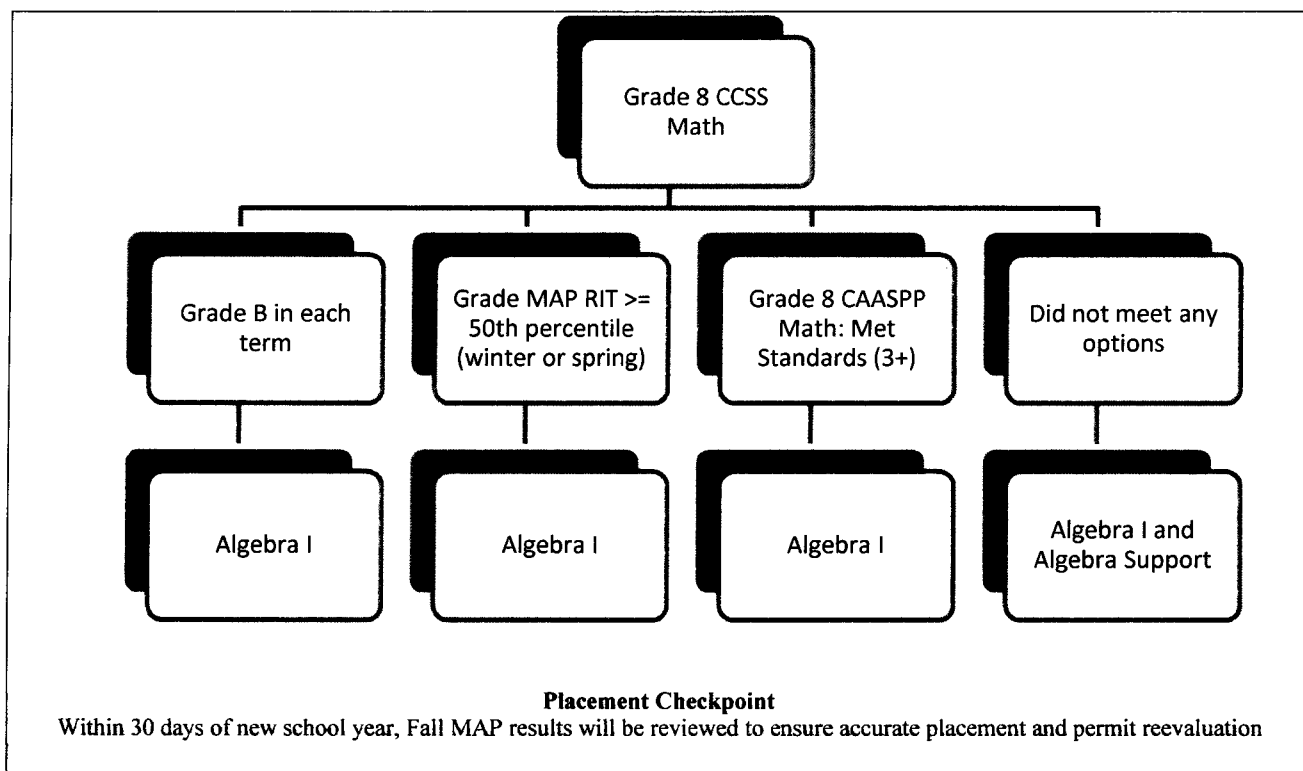 Grade 8 CCSS
Math
Grade B in each
term
Grade MAP RIT >=
50th percentile
(winter or spring)
Grade 8 CAASPP
Math: Met
Standards (3+)
Did not meet any
options
Algebra I
Algebra I
Algebra I
Algebra I and
Algebra Support
Placement Checkpoint
Within 30 days of new school year, Fall MAP results will be reviewed to ensure accurate placement and permit reevaluation